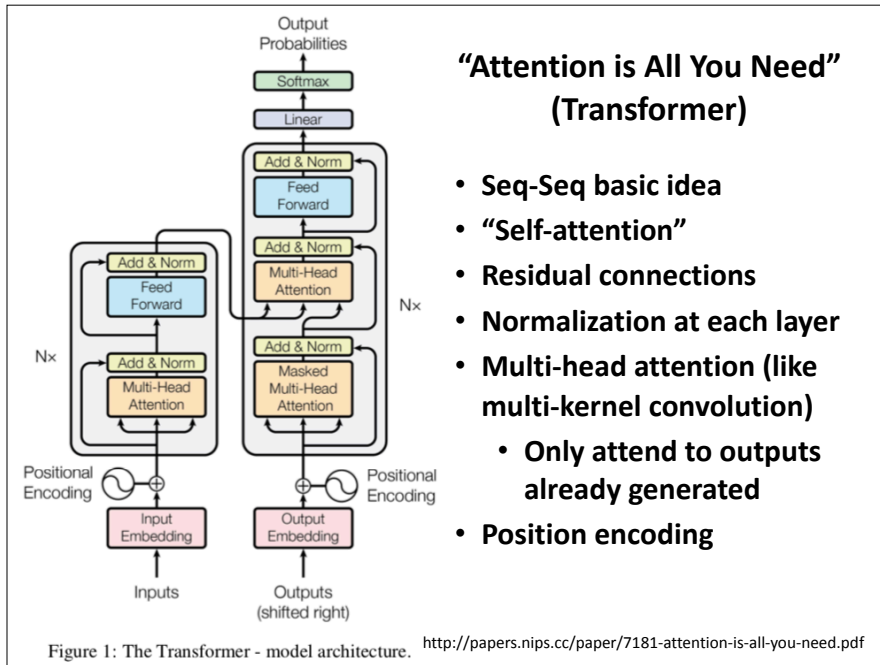 Output
Probabilities
Softmax
Linear
Add & Norm
Feed
Forward
Add & Norm
Multi-Head
Attention
Add & Norm
Masked
Multi-Head
Attention
Nx
Positional
Encoding
Output
Embedding
Outputs
(shifted right)
Add & Norm
Feed
Forward
Add & Norm
Multi-Head
Attention
Nx
Positional
Encoding
Input
Embedding
Inputs
Figure 1: The Transformer - model architecture.
“Attention is All You Need”
(Transformer)
• Seq-Seq basic idea
• “Self-attention”
• Residual connections
• Normalization at each layer
• Multi-head attention (like
multi-kernel convolution)
• Only attend to outputs
already generated
• Position encoding
http://papers.nips.cc/paper/7181-attention-is-all-you-need.pdf